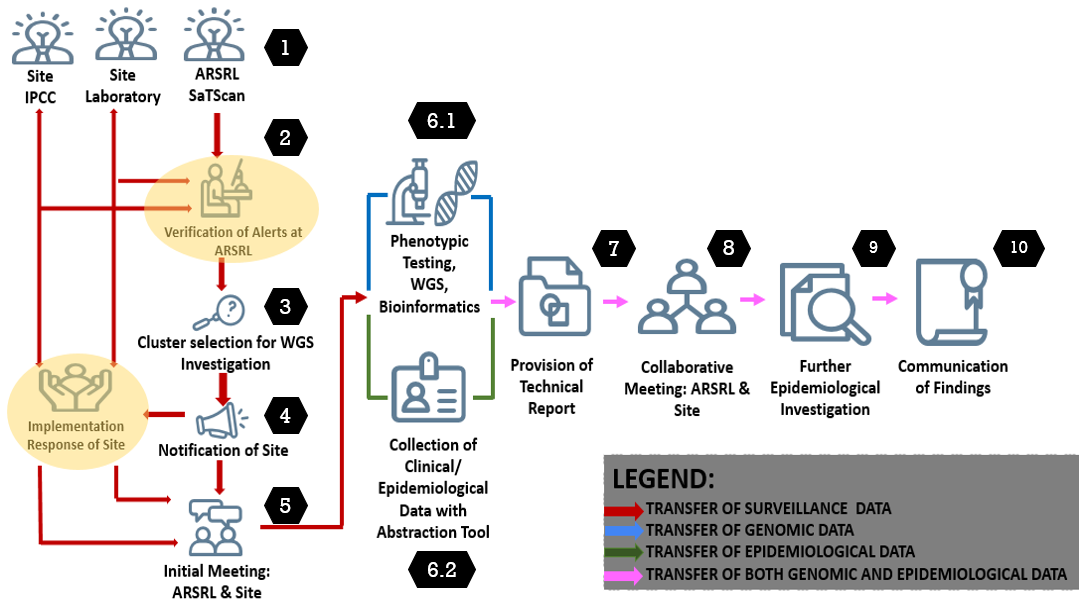 Site
IPCC
Site
Laboratory
ARSRL
SaTScan
1
2
Verification of Alerts at
ARSRL
?
3
Cluster selection for WGS
Investigation
Implementation
Response of Site
4
Notification of Site
5
Initial Meeting:
ARSRL & Site
6.1
Phenotypic
Testing,
WGS,
Bioinformatics
Collection of
Clinical/
Epidemiological
Data with
Abstraction Tool
6.2
7
Provision of
Technical
Report
8
Collaborative
Meeting: ARSRL &
Site
9
Further
Epidemiological
Investigation
10
Communication
of Findings
LEGEND:
TRANSFER OF SURVEILLANCE DATA
TRANSFER OF GENOMIC DATA
TRANSFER OF EPIDEMIOLOGICAL DATA
TRANSFER OF BOTH GENOMIC AND EPIDEMIOLOGICAL DATA